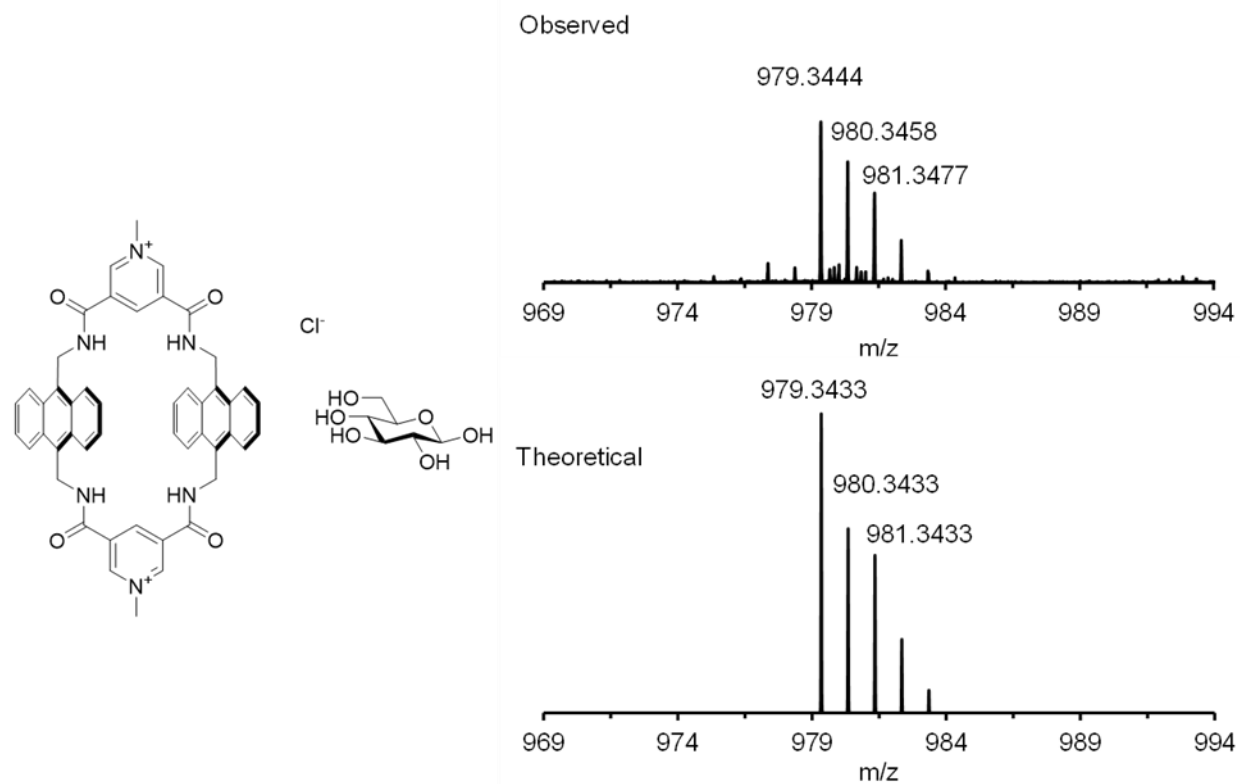 Observed
979.3444
980.3458
981.3477
969 974 979 984 989 994
m/z
N+
O O
NH HN
Cl-
NH HN
O O
N+
HO
HO O
HO OH
OH
Theoretical
979.3433
980.3433
981.3433
969 974 979 984 989 994
m/z